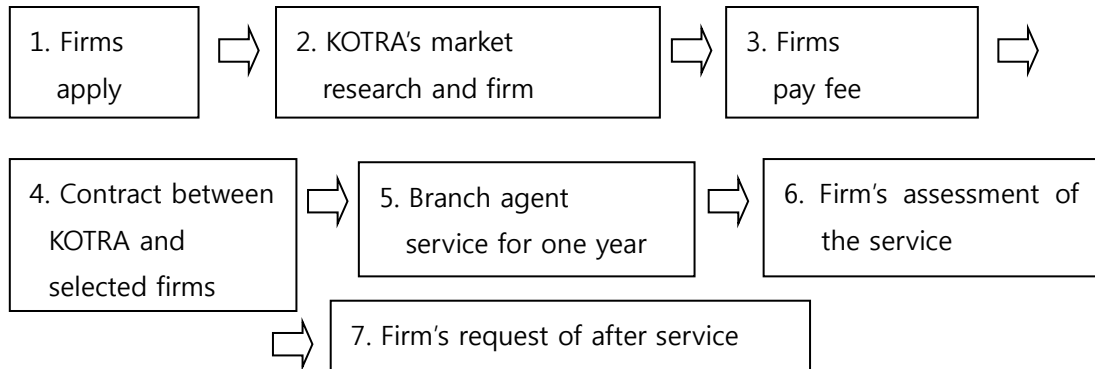 1. Firms
apply
2. KOTRA's market
research and firm
3. Firms
pay fee
4. Contract between
KOTRA and
selected firms
5. Branch agent
service for one year
6. Firm's assessment of
the service
7. Firm's request of after service